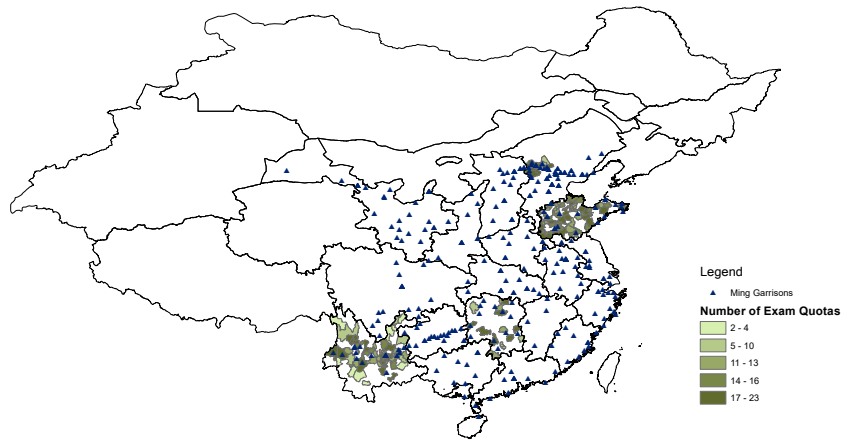 Legend
Ming Garrisons
Number of Exam Quotas
2 - 4
5 - 10
11 - 13
14 - 16
17 - 23